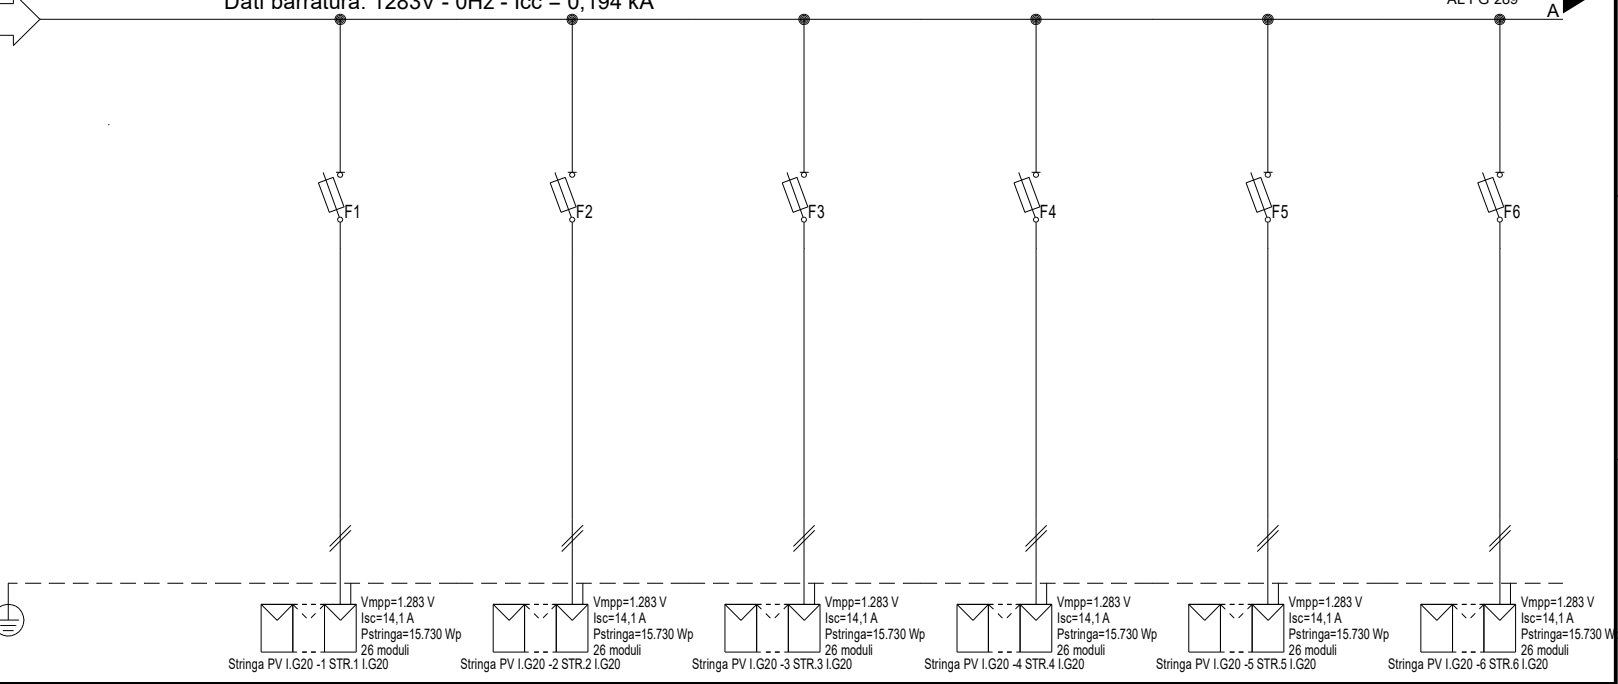 Dati barratura: 1283V - 0Hz - Icc = 0,194 kA
A
F1
F2
F3
F4
F5
F6
Vmpp=1.283 V
Isc=14,1 A
Pstringa=15.730 Wp
26 moduli
Stringa PV I.G20 -1 STR.1 I.G20
Vmpp=1.283 V
Isc=14,1 A
Pstringa=15.730 Wp
26 moduli
Stringa PV I.G20 -2 STR.2 I.G20
Vmpp=1.283 V
Isc=14,1 A
Pstringa=15.730 Wp
26 moduli
Stringa PV I.G20 -3 STR.3 I.G20
Vmpp=1.283 V
Isc=14,1 A
Pstringa=15.730 Wp
26 moduli
Stringa PV I.G20 -4 STR.4 I.G20
Vmpp=1.283 V
Isc=14,1 A
Pstringa=15.730 Wp
26 moduli
Stringa PV I.G20 -5 STR.5 I.G20
Vmpp=1.283 V
Isc=14,1 A
Pstringa=15.730 W
26 moduli
Stringa PV I.G20 -6 STR.6 I.G20